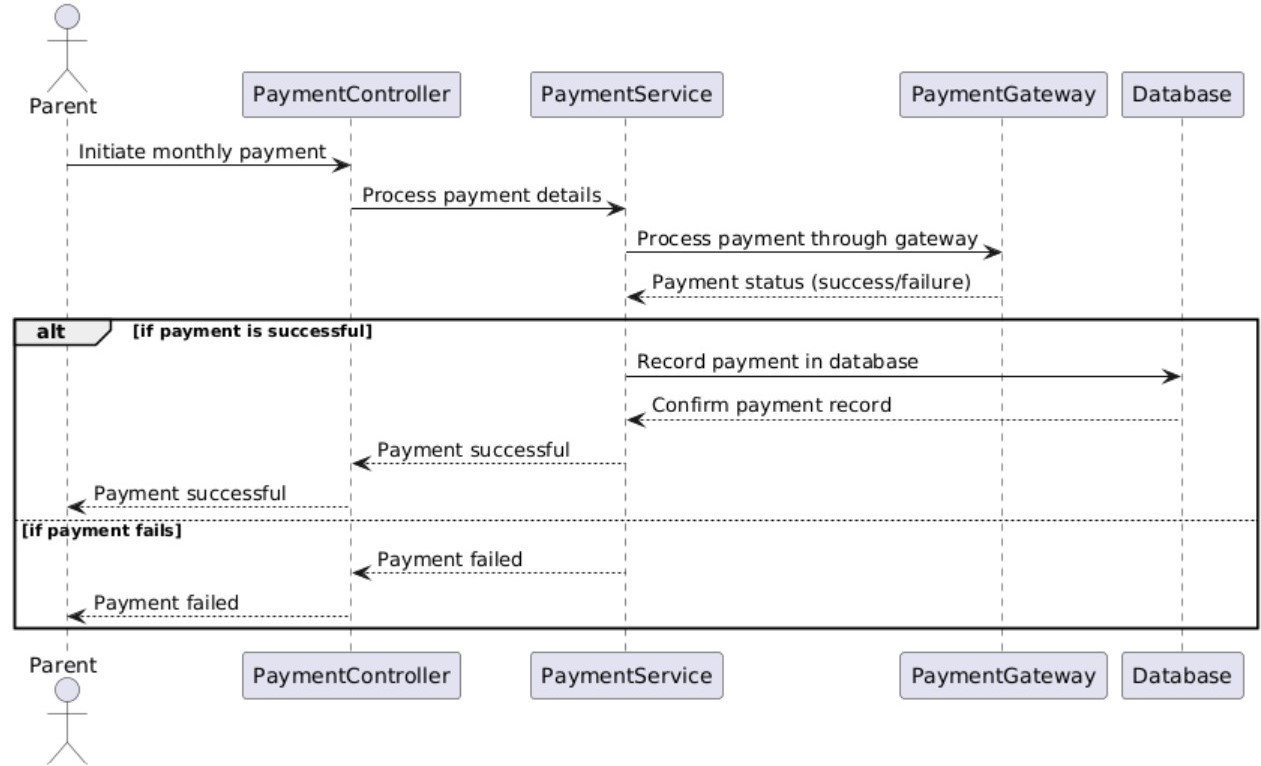 Parent
PaymentController
PaymentService
PaymentGateway
Database
Initiate monthly payment
Process payment details
Process payment through gateway
Payment status (success/failure)
alt
[if payment is successful]
Record payment in database
Confirm payment record
Payment successful
Payment successful
[if payment fails]
Payment failed
Payment failed
Parent
PaymentController
PaymentService
PaymentGateway
Database